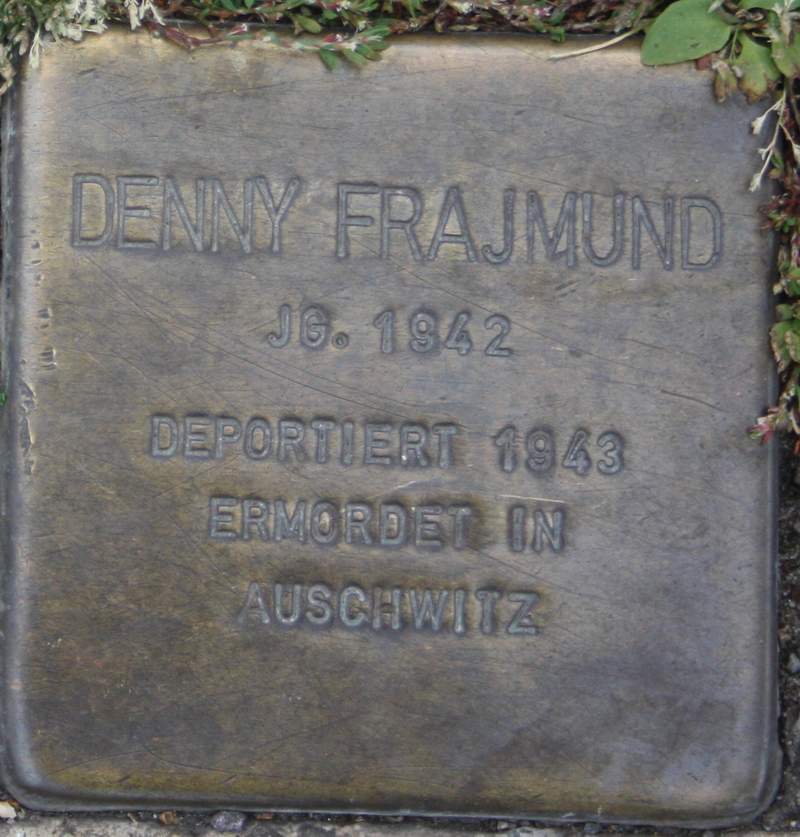 DENNY FRAJMUND
JG. 1942
DEPORTIERT 1943
ERMORDET IN
AUSCHWITZ